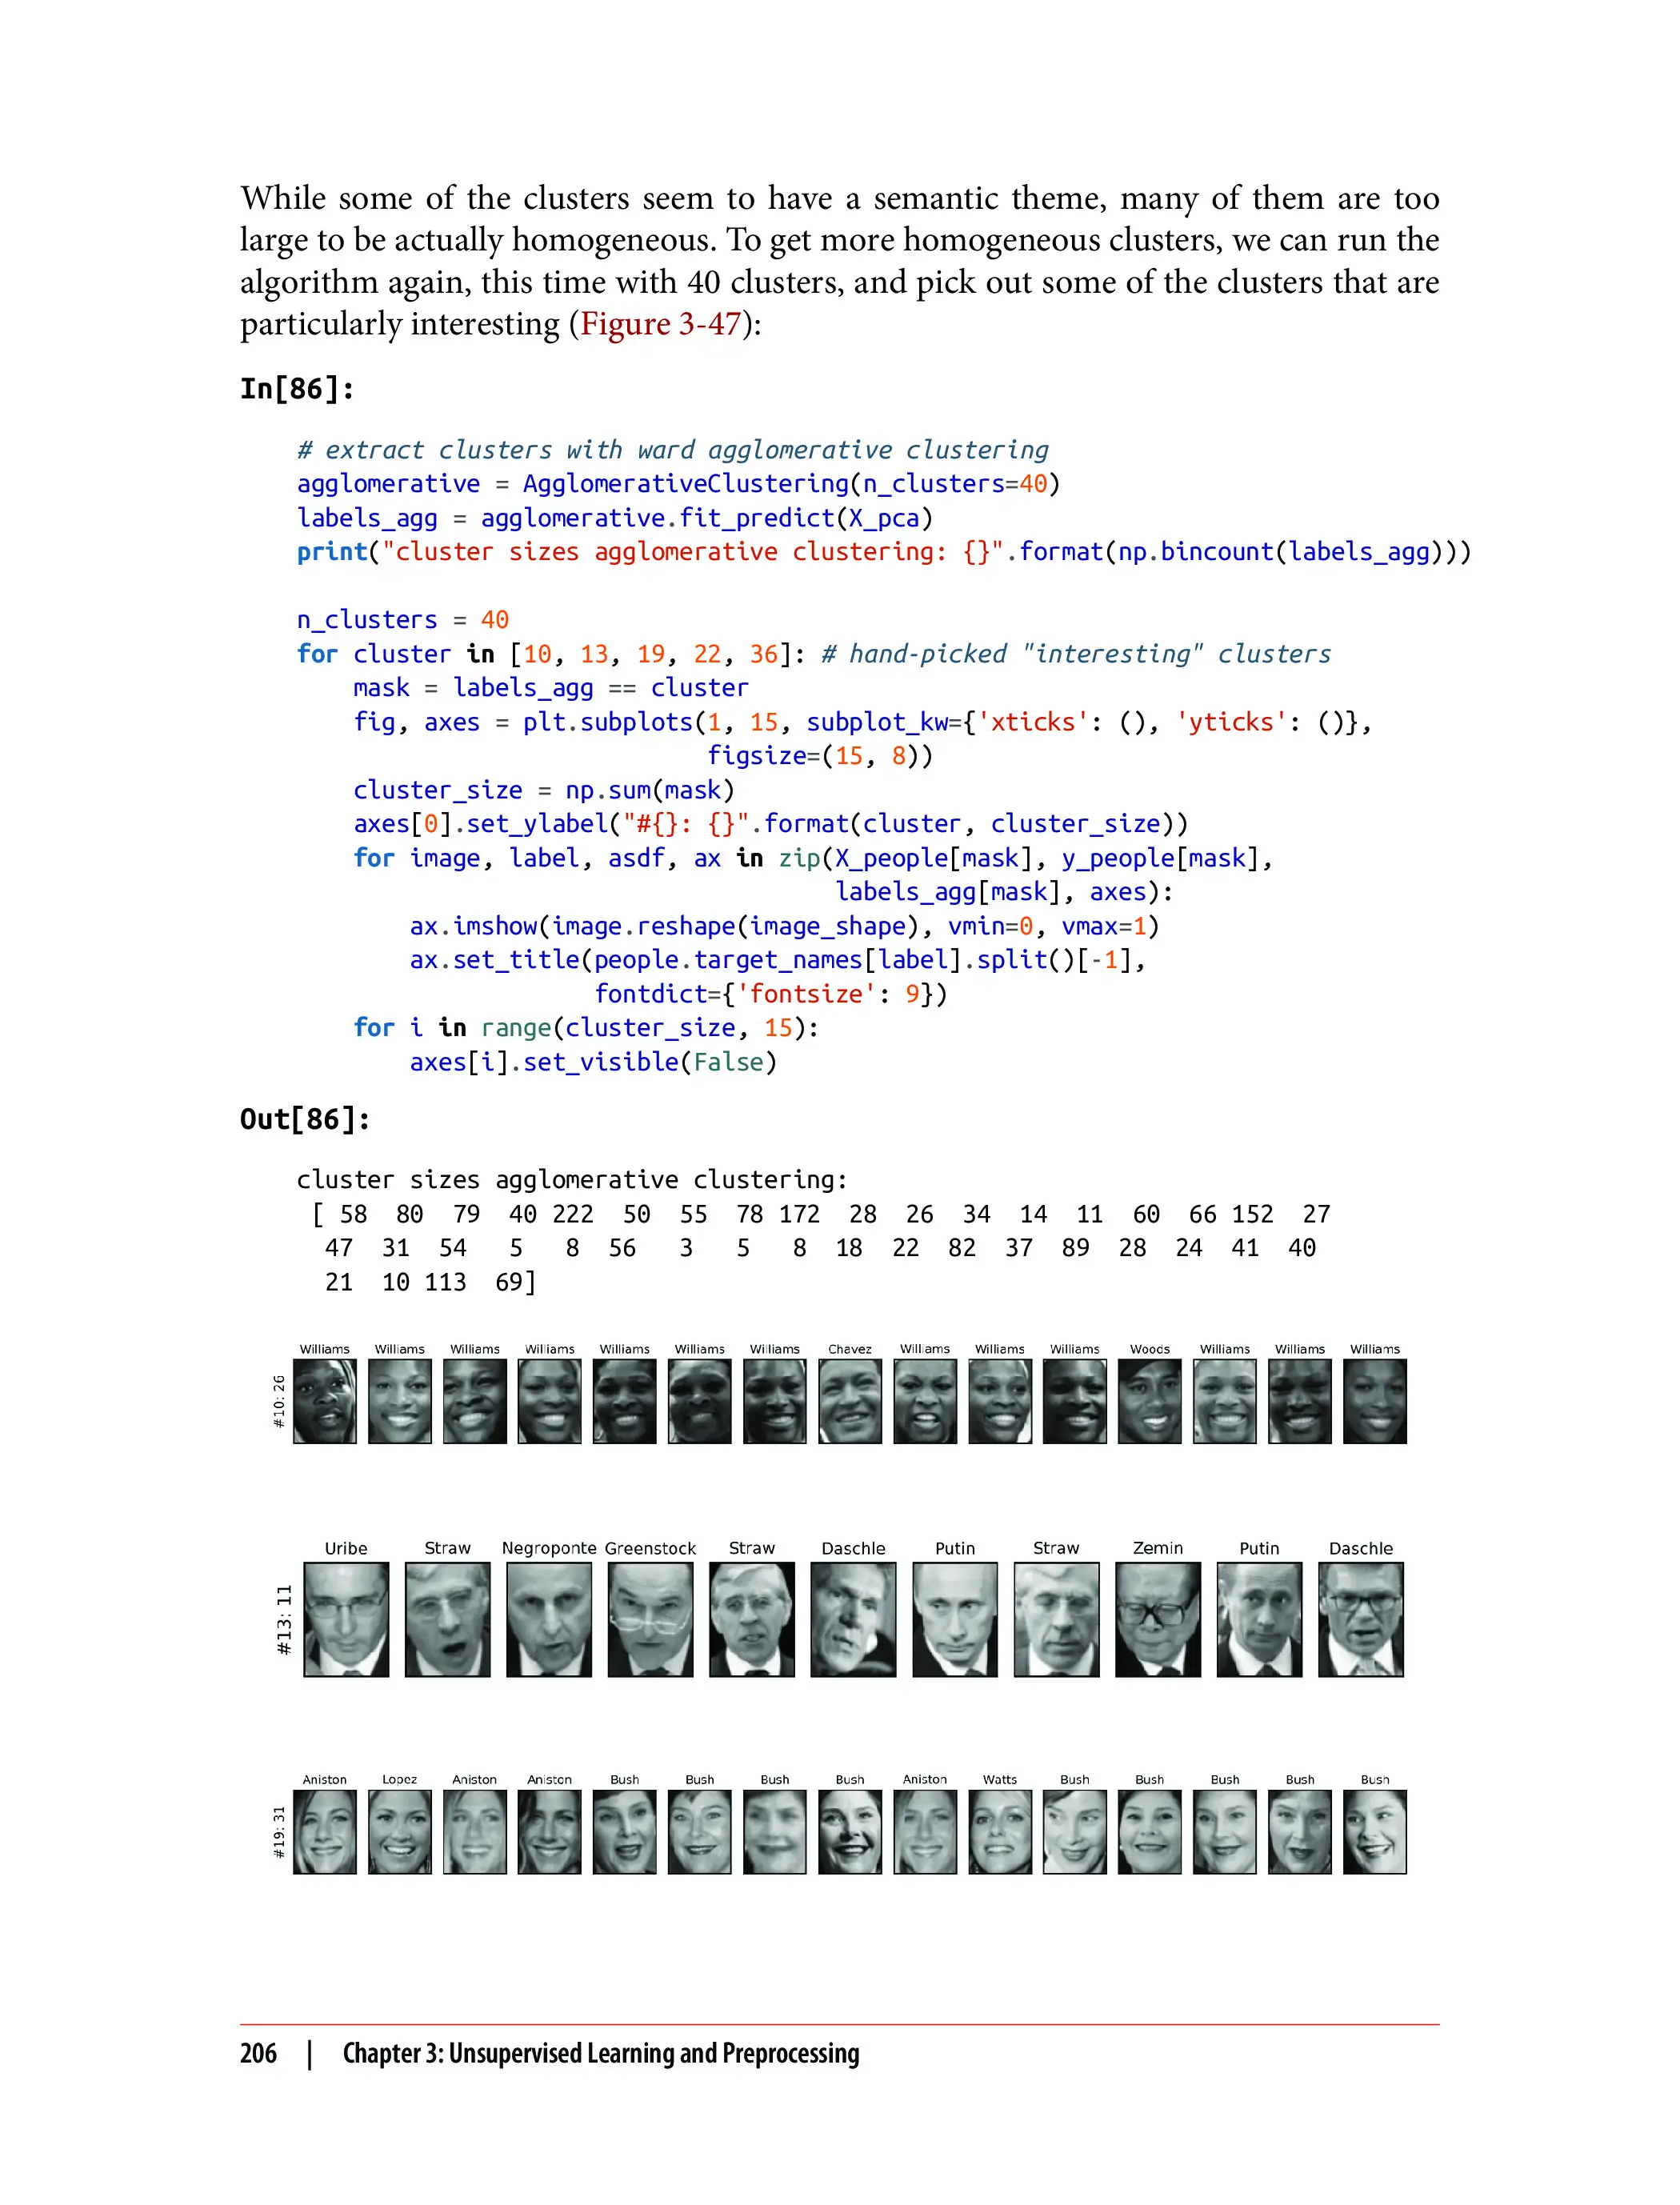 While some of the clusters seem to have a semantic theme, many of them are too
large to be actually homogeneous. To get more homogeneous clusters, we can run the
algorithm again, this time with 40 clusters, and pick out some of the clusters that are
particularly interesting (Figure 3-47):
In[86]:
# extract clusters with ward agglomerative clustering
agglomerative = AgglomerativeClustering(n_clusters=40)
labels_agg = agglomerative.fit_predict(X_pca)
print("cluster sizes agglomerative clustering: {}".format(np.bincount(labels_agg)))
n_clusters = 40
for cluster in [10, 13, 19, 22, 36]: # hand-picked "interesting" clusters
    mask = labels_agg == cluster
    fig, axes = plt.subplots(1, 15, subplot_kw={'xticks': (), 'yticks': ()},
                             figsize=(15, 8))
    cluster_size = np.sum(mask)
    axes[0].set_ylabel("#{}: {}".format(cluster, cluster_size))
    for image, label, asdf, ax in zip(X_people[mask], y_people[mask],
                                      labels_agg[mask], axes):
        ax.imshow(image.reshape(image_shape), vmin=0, vmax=1)
        ax.set_title(people.target_names[label].split()[-1],
                     fontdict={'fontsize': 9})
    for i in range(cluster_size, 15):
        axes[i].set_visible(False)
Out[86]:
cluster sizes agglomerative clustering:
[ 58 80 79 40 222 50 55 78 172 28 26 34 14 11 60 66 152 27
47 31 54 5 8 56 3 5 8 18 22 82 37 89 28 24 41 40
21 10 113 69]
Williams Williams Williams Williams Williams Williams Williams Chavez Williams Williams Williams Woods Williams Williams Williams
#10: 26
Uribe Straw Negroponte Greenstock Straw Daschle Putin Straw Zemin Putin Daschle
#13: 11
Aniston Lopez Aniston Aniston Bush Bush Bush Bush Aniston Watts Bush Bush Bush Bush Bush
#19: 31
206 | Chapter 3: Unsupervised Learning and Preprocessing